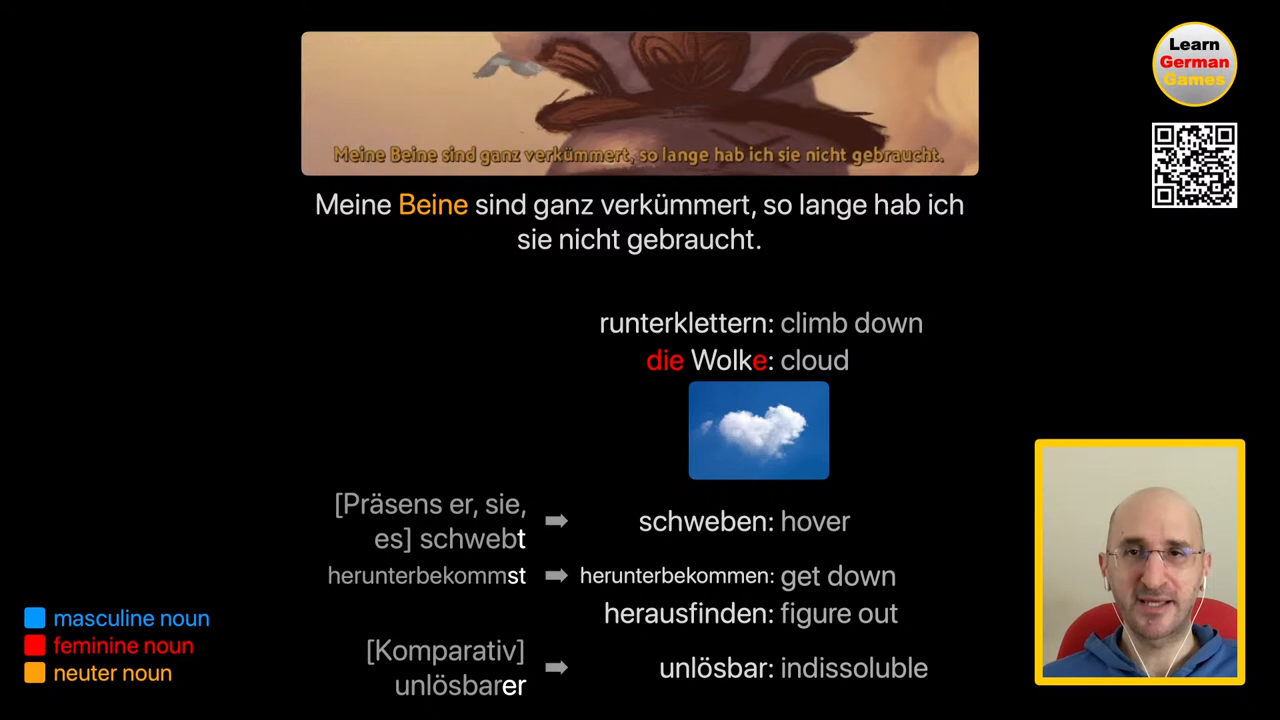 Learn
German
Games
Meine Beine sind ganz verkümmert, so lange hab ich sie nicht gebraucht.
Meine Beine sind ganz verkümmert, so lange hab ich
sie nicht gebraucht.
runterklettern: climb down
die Wolke: cloud
[Präsens er, sie,
es] schwebt ➡ schweben: hover
herunterbekommst ➡ herunterbekommen: get down
herausfinden: figure out
[Komparativ]
unlösbarer ➡ unlösbar: indissoluble
masculine noun
feminine noun
neuter noun